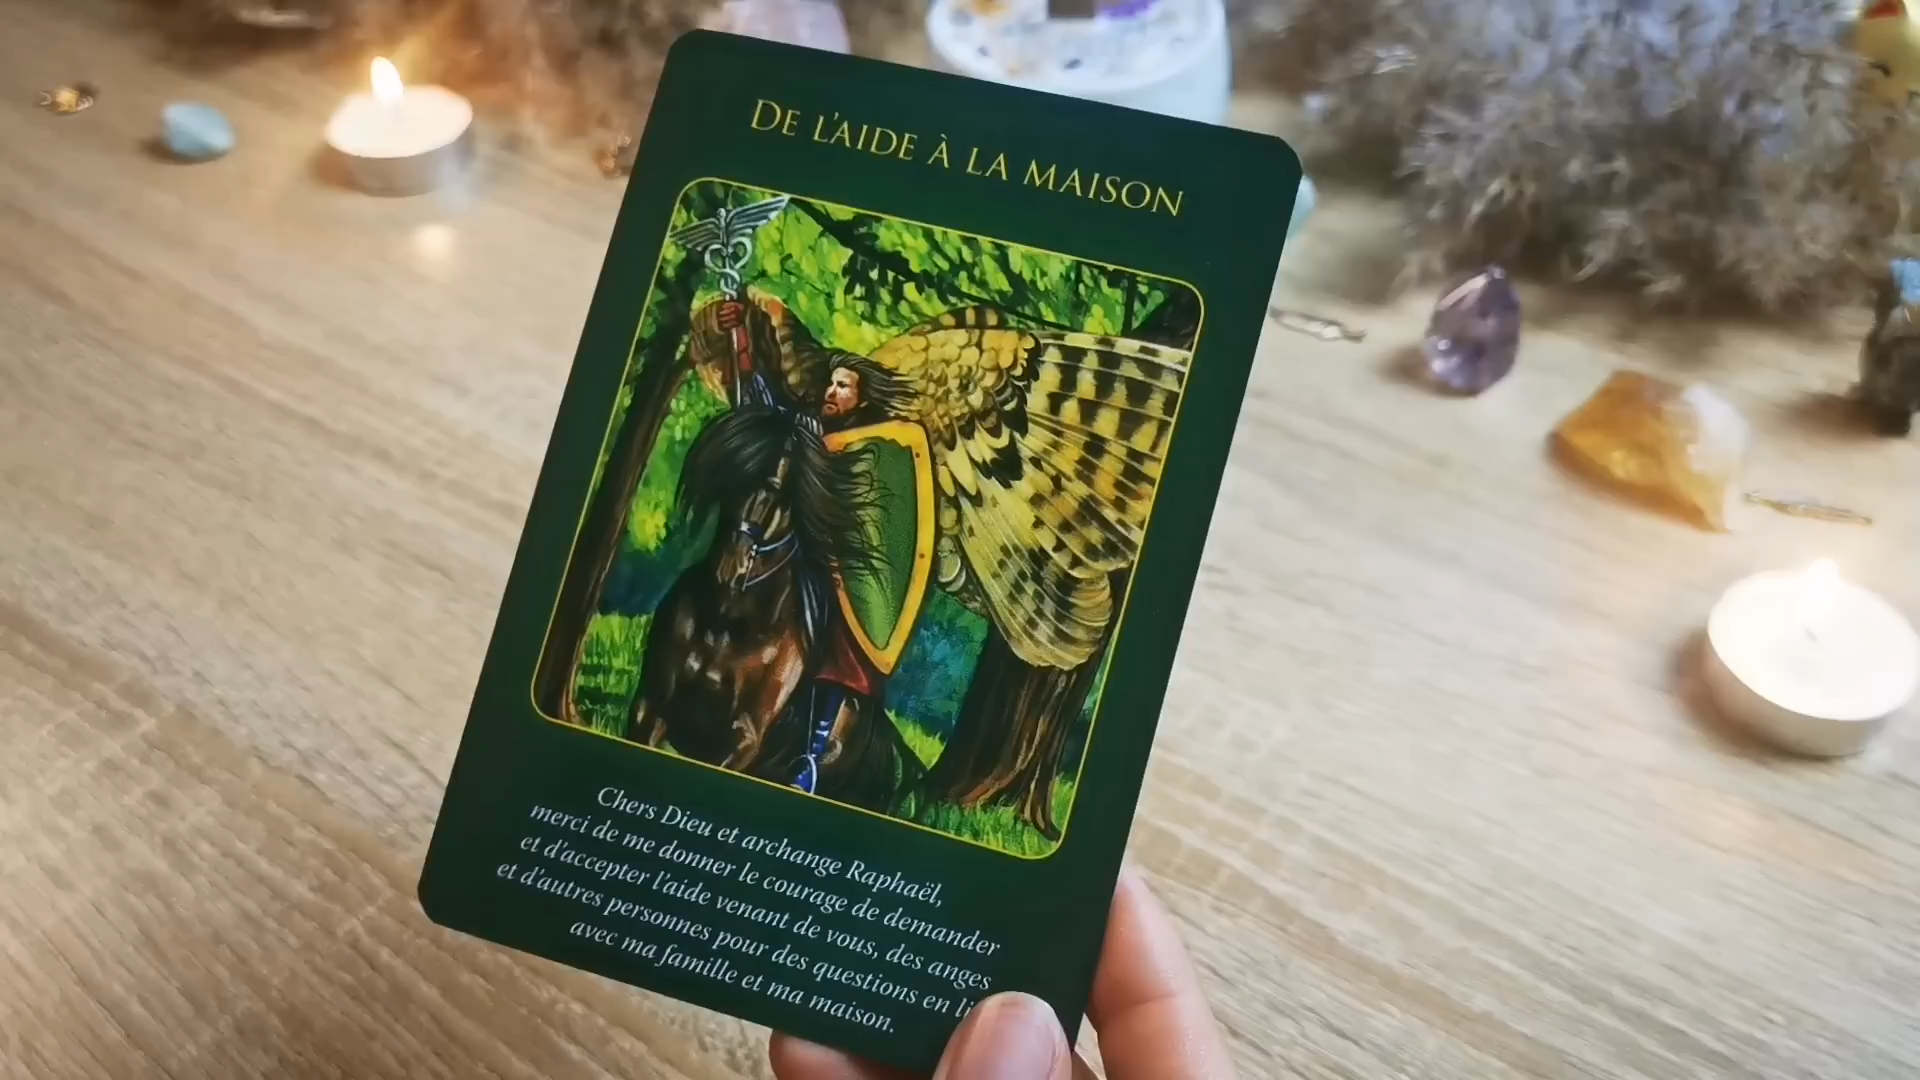 DE L'AIDE À LA MAISON
Chers Dieu et archange Raphaël,
merci de me donner le courage de demander
et d'accepter l'aide venant de vous, des anges
et d'autres personnes pour des questions en
avec ma famille et ma maison.